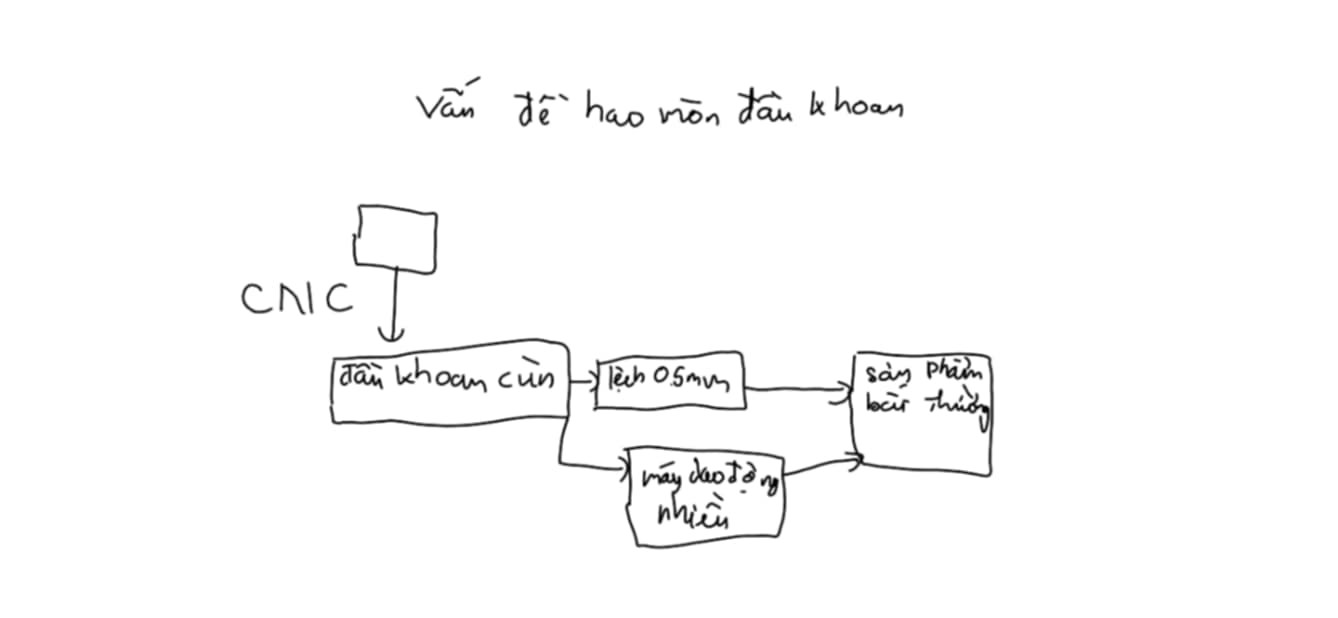 Vấn đề hao mòn đầu khoan
CNC
đầu khoan cùn
lệch 0.5mm
sản phẩm
bất thường
máy dao động
nhiều